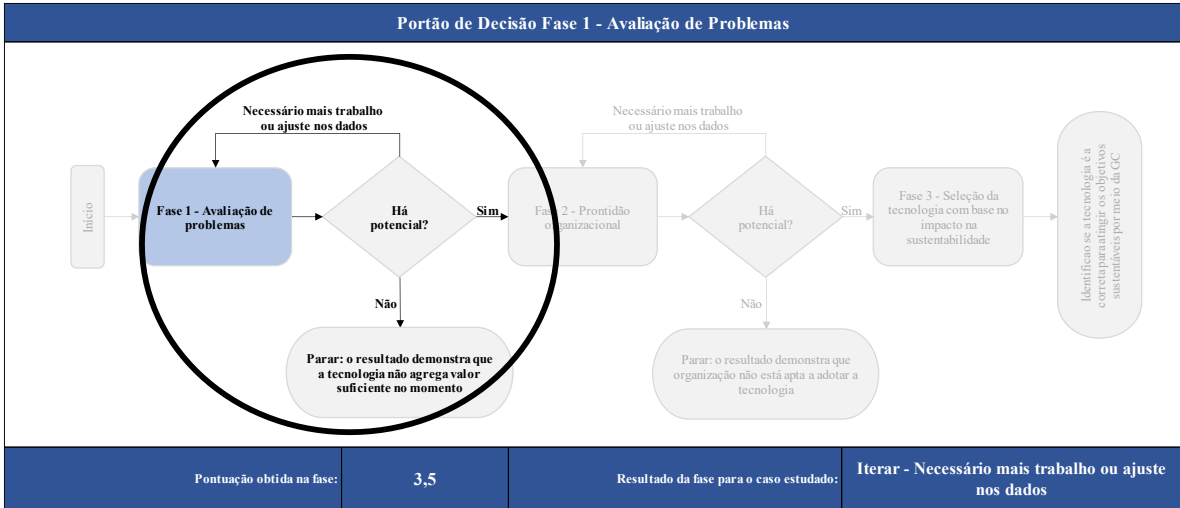 Portão de Decisão Fase 1 - Avaliação de Problemas
Necessário mais trabalho
ou ajuste nos dados
Necessário mais trabalho
ou ajuste nos dados
Início
Fase 1 - Avaliação de
problemas
Há
potencial?
Sim
Fase 2 - Prontidão
organizacional
Há
potencial?
Sim
Fase 3 - Seleção da
tecnologia com base no
impacto na
sustentabilidade
Identificao se a tecnologia é a
correta para atingir os objetivos
sustentáveis por meio da GC
Não
Não
Parar: o resultado demonstra que
a tecnologia não agrega valor
suficiente no momento
Parar: o resultado demonstra que
organização não está apta a adotar a
tecnologia
Pontuação obtida na fase:
3,5
Resultado da fase para o caso estudado:
Iterar - Necessário mais trabalho ou ajuste
nos dados